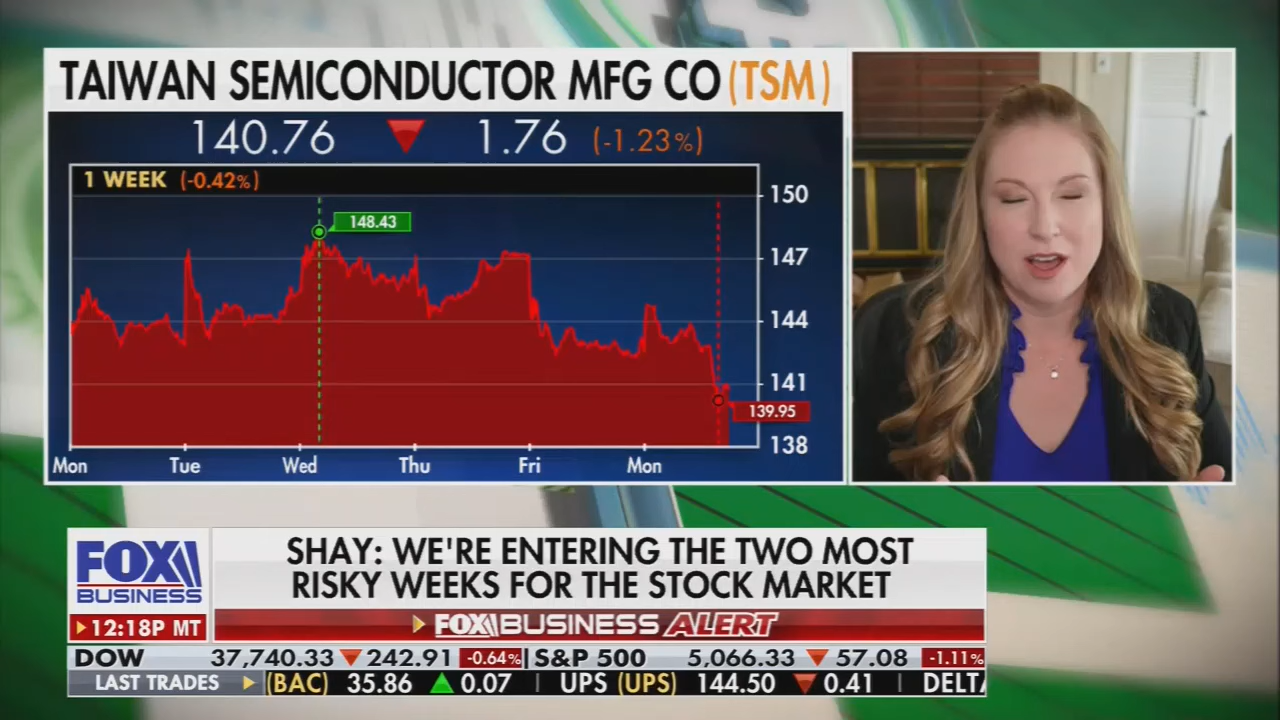 TAIWAN SEMICONDUCTOR MFG CO (TSM)
140.76 ▼ 1.76 (-1.23%)
1 WEEK (-0.42%)
150
148.43
147
144
141
139.95
138
Mon Tue Wed Thu Fri Mon
FOX BUSINESS
12:18P MT
SHAY: WE'RE ENTERING THE TWO MOST
RISKY WEEKS FOR THE STOCK MARKET
FOX BUSINESS ALERT
DOW 37,740.33 ▼ 242.91 -0.64% S&P 500 5,066.33 ▼ 57.08 -1.11%
LAST TRADES (BAC) 35.86 ▲ 0.07 | UPS (UPS) 144.50 ▼ 0.41 | DELTA